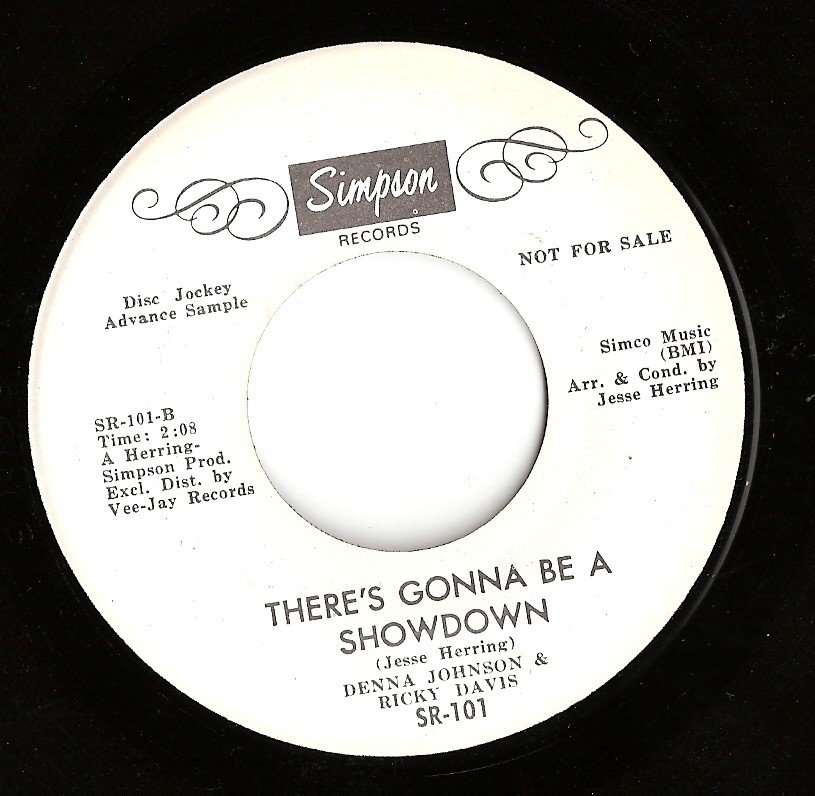 Simpson
RECORDS
NOT FOR SALE
Disc Jockey
Advance Sample
Simco Music
(BMI)
Arr. & Cond. by
Jesse Herring
SR-101-B
Time: 2:08
A Herring-
Simpson Prod.
Excl. Dist. by
Vee-Jay Records
THERE'S GONNA BE A
SHOWDOWN
(Jesse Herring)
DENNA JOHNSON &
RICKY DAVIS
SR-101